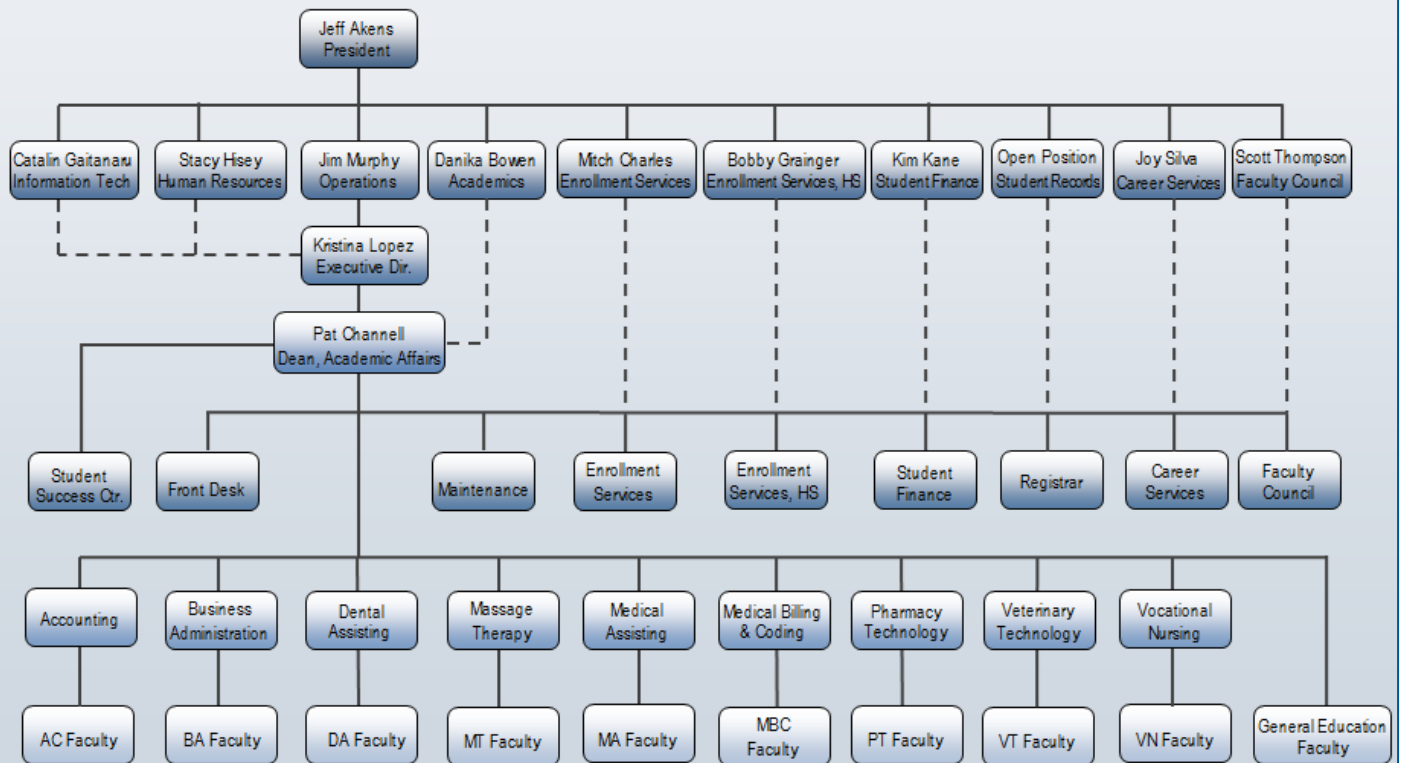 Jeff Akens
President
Catalin Gaitanaru
Information Tech
Stacy Hisey
Human Resources
Jim Murphy
Operations
Danika Bowen
Academics
Mitch Charles
Enrollment Services
Bobby Grainger
Enrollment Services, HS
Kim Kane
Student Finance
Open Position
Student Records
Joy Silva
Career Services
Scott Thompson
Faculty Council
Kristina Lopez
Executive Dir.
Pat Channell
Dean, Academic Affairs
Student
Success Ctr.
Front Desk
Maintenance
Enrollment
Services
Enrollment
Services, HS
Student
Finance
Registrar
Career
Services
Faculty
Council
Accounting
Business
Administration
Dental
Assisting
Massage
Therapy
Medical
Assisting
Medical Billing
& Coding
Pharmacy
Technology
Veterinary
Technology
Vocational
Nursing
AC Faculty
BA Faculty
DA Faculty
MT Faculty
MA Faculty
MBC
Faculty
PT Faculty
VT Faculty
VN Faculty
General Education
Faculty